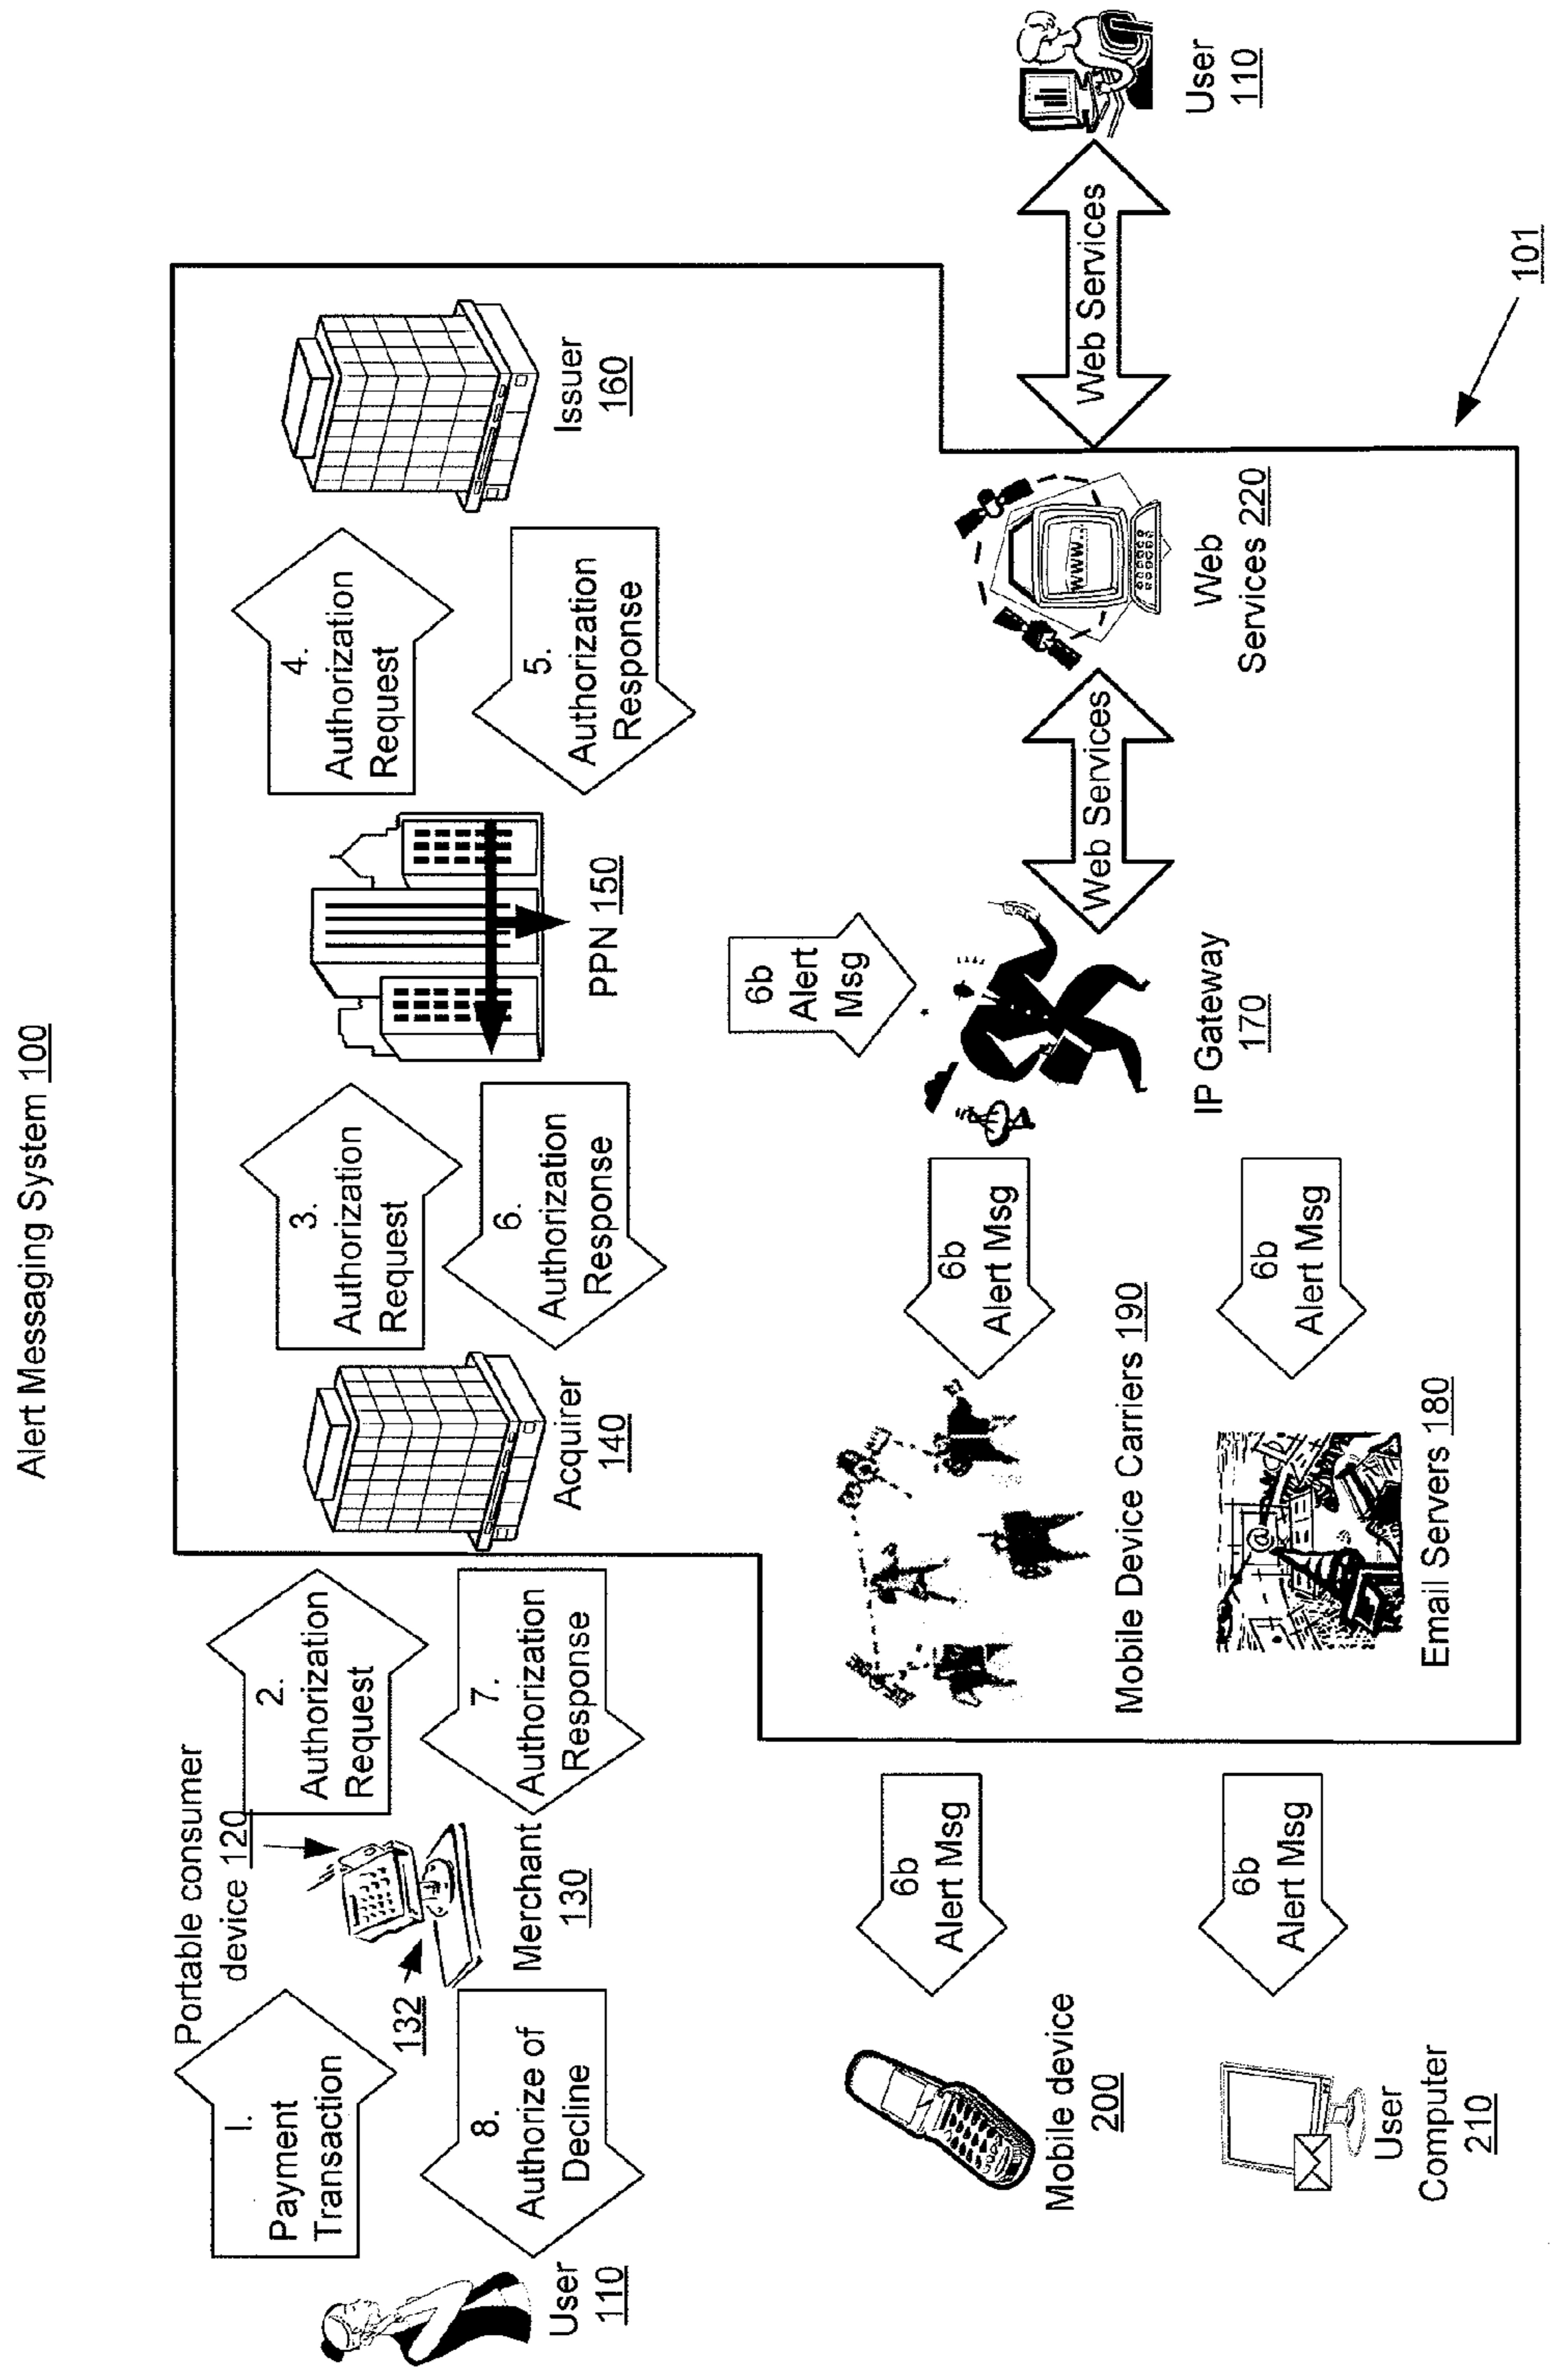 Alert Messaging System 100
Portable consumer
device 120
1.
Payment
Transaction
2.
Authorization
Request
3.
Authorization
Request
4.
Authorization
Request
8.
Authorize of
Decline
7.
Authorization
Response
6.
Authorization
Response
5.
Authorization
Response
132
User
110
Merchant
130
Acquirer
140
PPN 150
Issuer
160
6b
Alert
Msg
6b
Alert Msg
6b
Alert Msg
Web Services
www..
Web Services
Mobile device
200
Mobile Device Carriers 190
IP Gateway
170
Web
Services 220
User
110
6b
Alert Msg
6b
Alert Msg
@
User
Computer
210
Email Servers 180
101